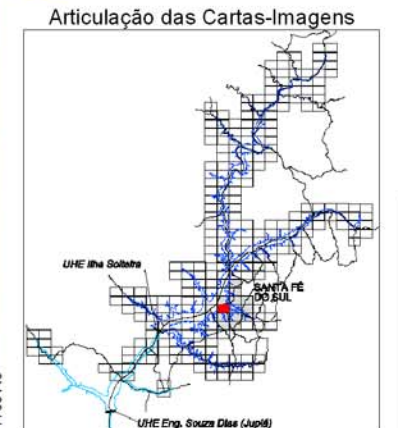 Articulação das Cartas-Imagens
UHE Ilha Solteira
SANTA FÉ
DO SUL
UHE Eng. Souza Dias (Jupiá)